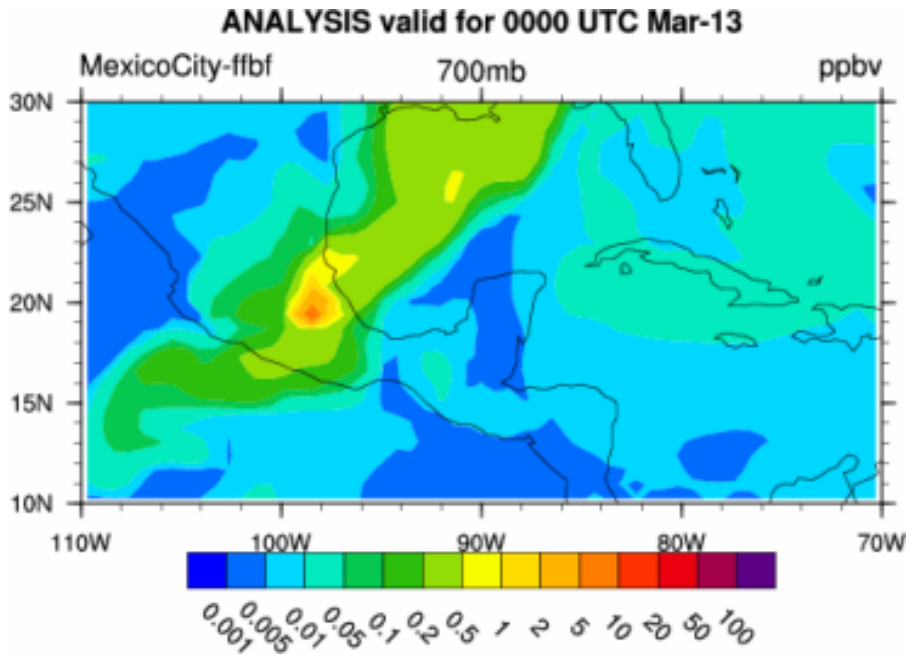 ANALYSIS valid for 0000 UTC Mar-13
MexicoCity-ffbf 700mb ppbv
30N
25N
20N
15N
10N
110W 100W 90W 80W 70W
0.001 0.005 0.01 0.05 0.1 0.2 0.5 1 2 5 10 20 50 100